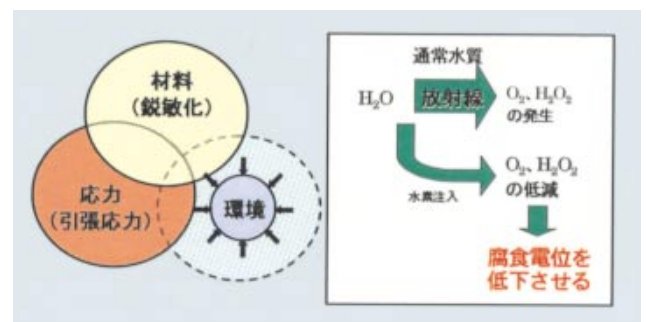 材料
(鋭敏化)
応力
(引張応力)
環境
通常水質
H₂O
放射線
O₂、H₂O₂
の発生
水素注入
O₂、H₂O₂
の低減
腐食電位を
低下させる